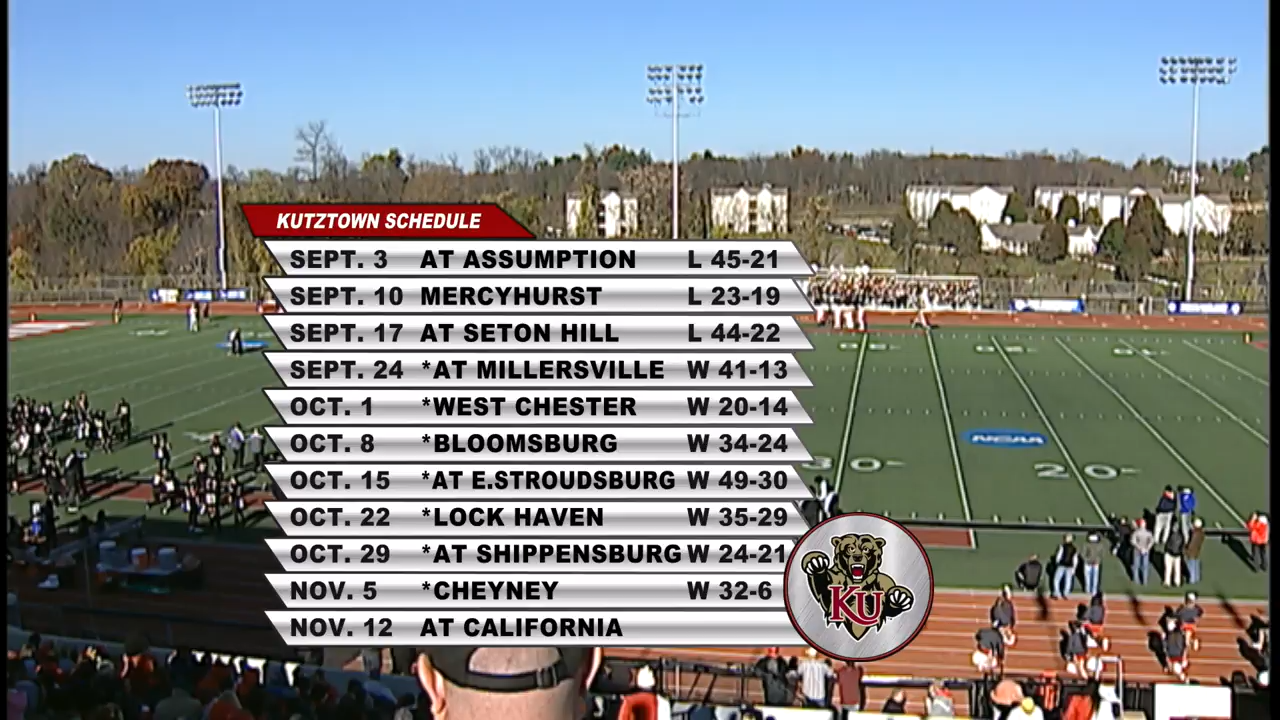 KUTZTOWN SCHEDULE
SEPT. 3 AT ASSUMPTION L 45-21
SEPT. 10 MERCYHURST L 23-19
SEPT. 17 AT SETON HILL L 44-22
SEPT. 24 *AT MILLERSVILLE W 41-13
OCT. 1 *WEST CHESTER W 20-14
OCT. 8 *BLOOMSBURG W 34-24
OCT. 15 *AT E.STROUDSBURG W 49-30
OCT. 22 *LOCK HAVEN W 35-29
OCT. 29 *AT SHIPPENSBURG W 24-21
NOV. 5 *CHEYNEY W 32-6
NOV. 12 AT CALIFORNIA
KU
NCAA
30
20